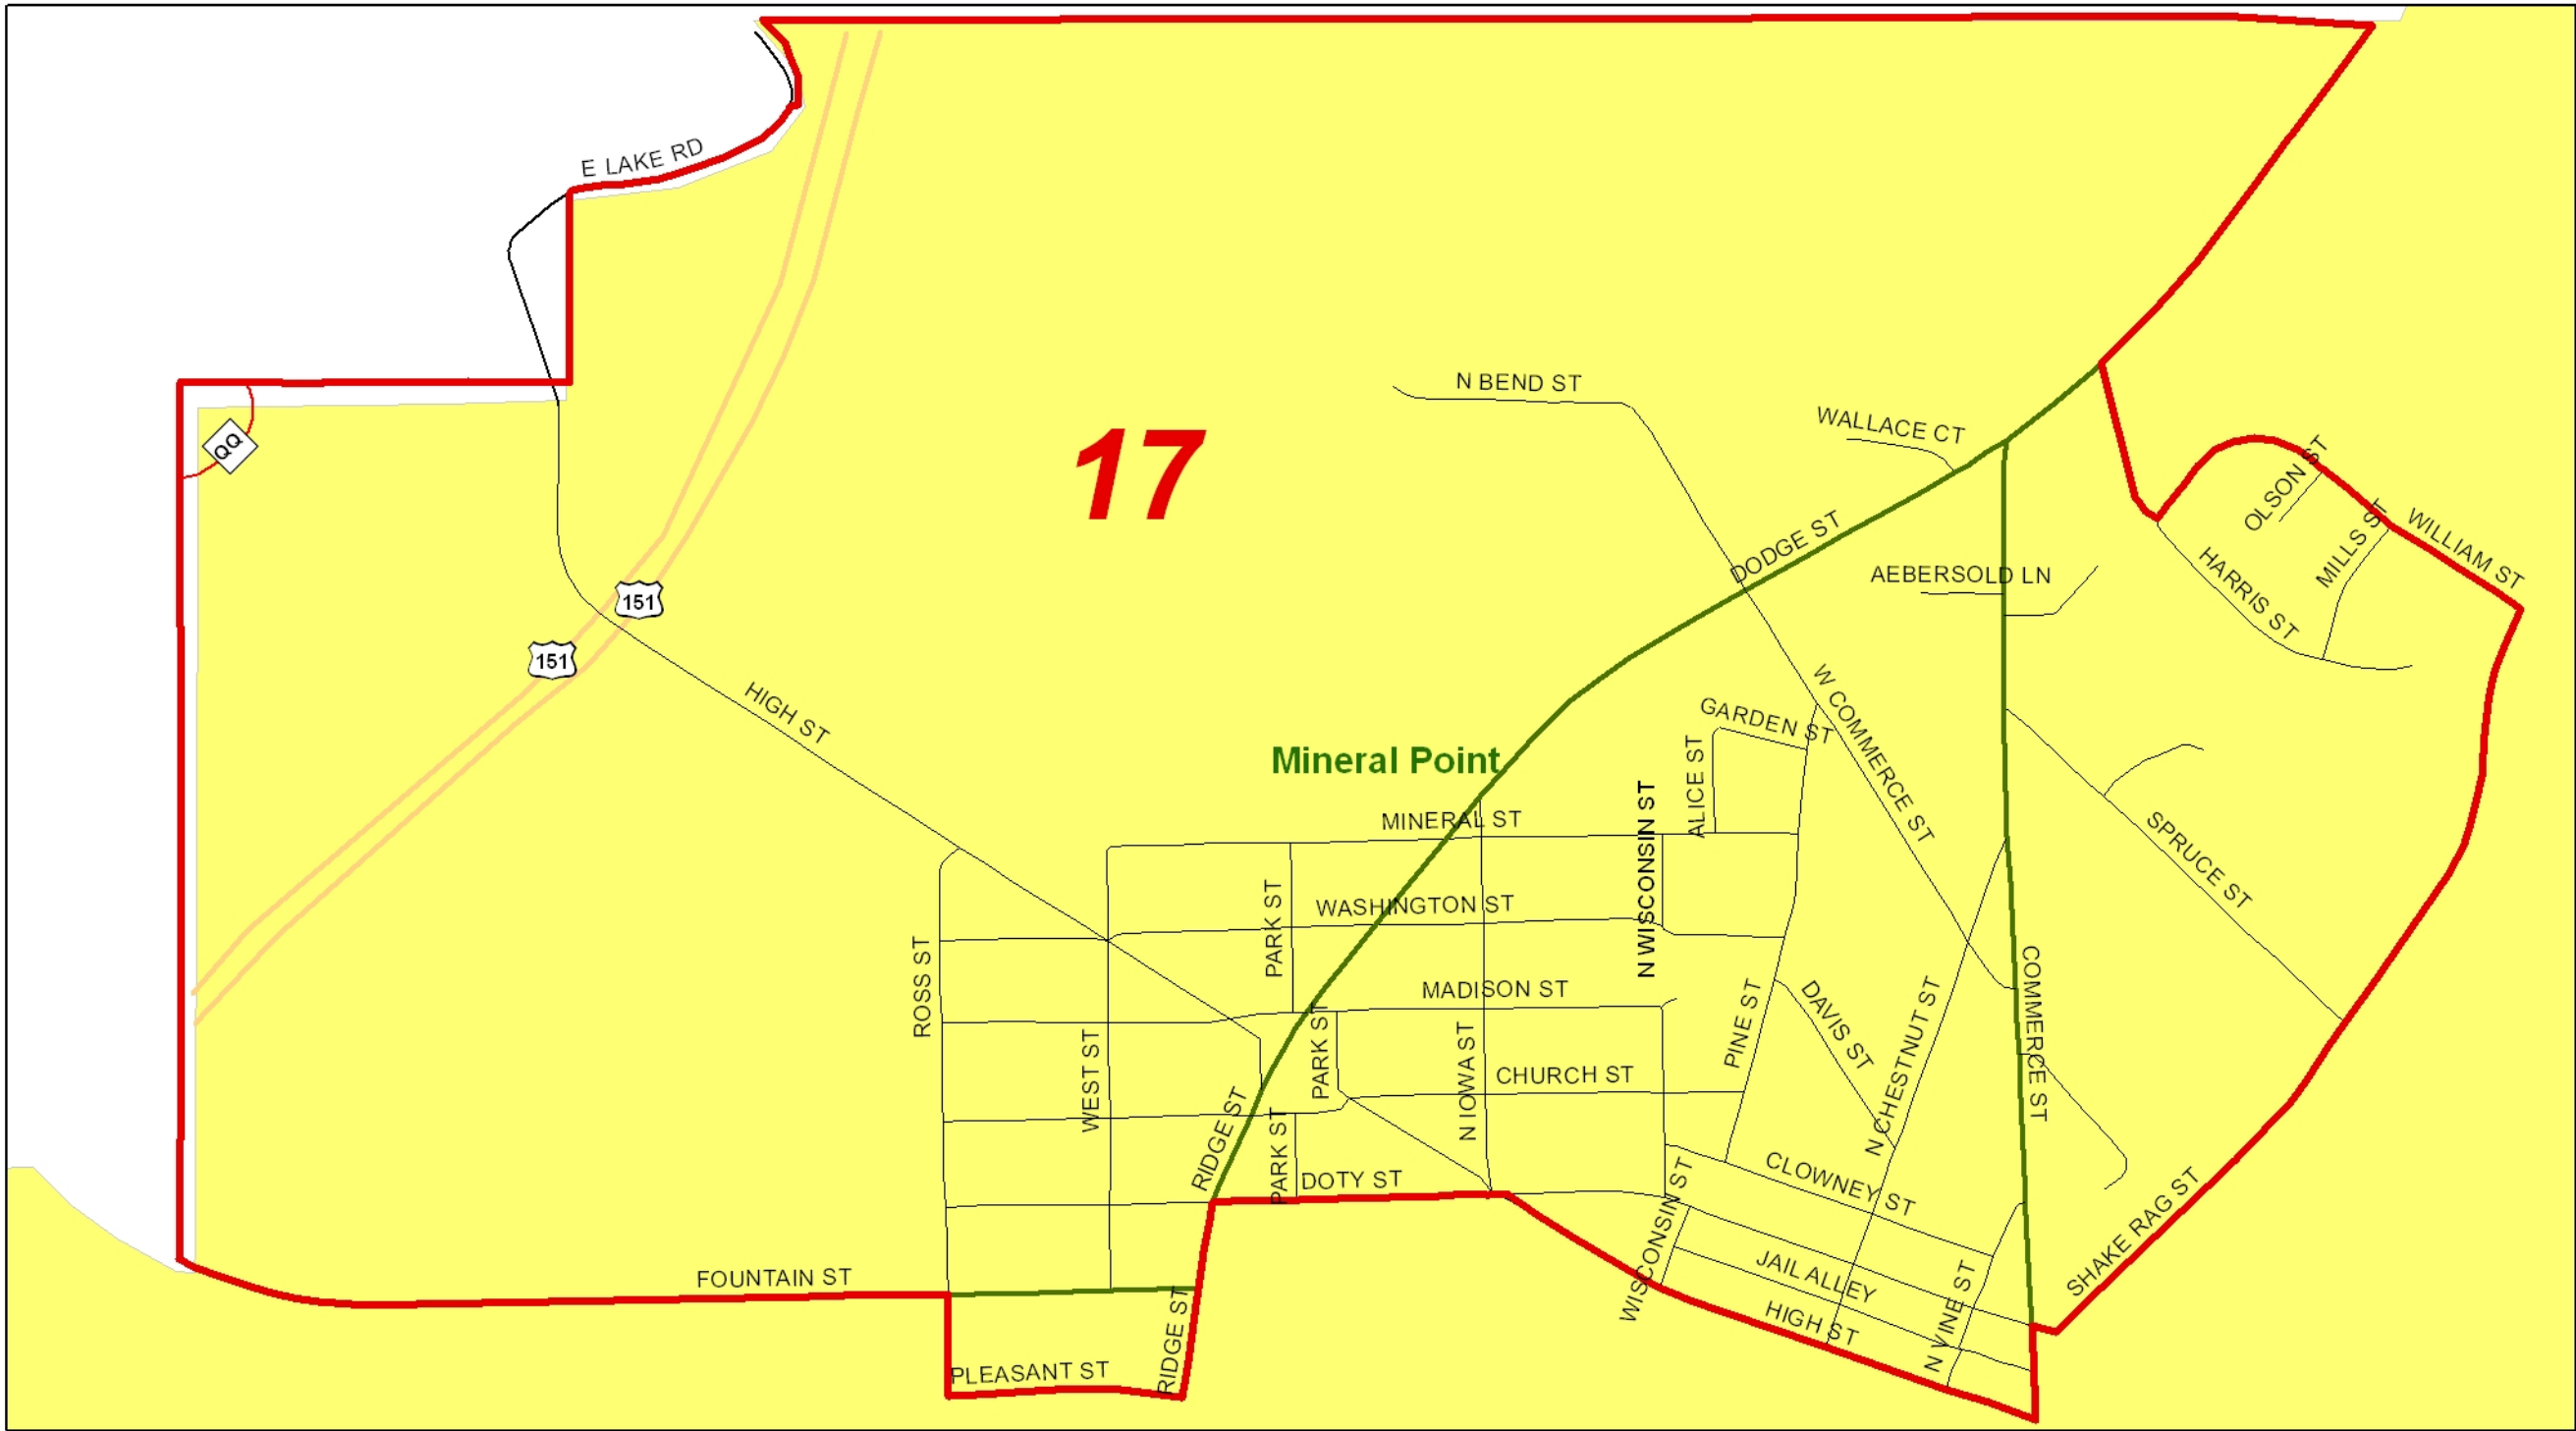 E LAKE RD
N BEND ST
WALLACE CT
17
QQ
OLSON ST
MILLS ST
WILLIAM ST
DODGE ST
AEBERSOLD LN
HARRIS ST
151
151
HIGH ST
GARDEN ST
W COMMERCE ST
Mineral Point
ALICE ST
MINERAL ST
N WISCONSIN ST
SPRUCE ST
PARK ST
WASHINGTON ST
ROSS ST
MADISON ST
PINE ST
DAVIS ST
N CHESTNUT ST
COMMERCE ST
WEST ST
PARK ST
N IOWA ST
CHURCH ST
RIDGE ST
PARK ST
DOTY ST
CLOWNEY ST
WISCONSIN ST
SHAKE RAG ST
FOUNTAIN ST
JAIL ALLEY
HIGH ST
N VINE ST
RIDGE ST
PLEASANT ST